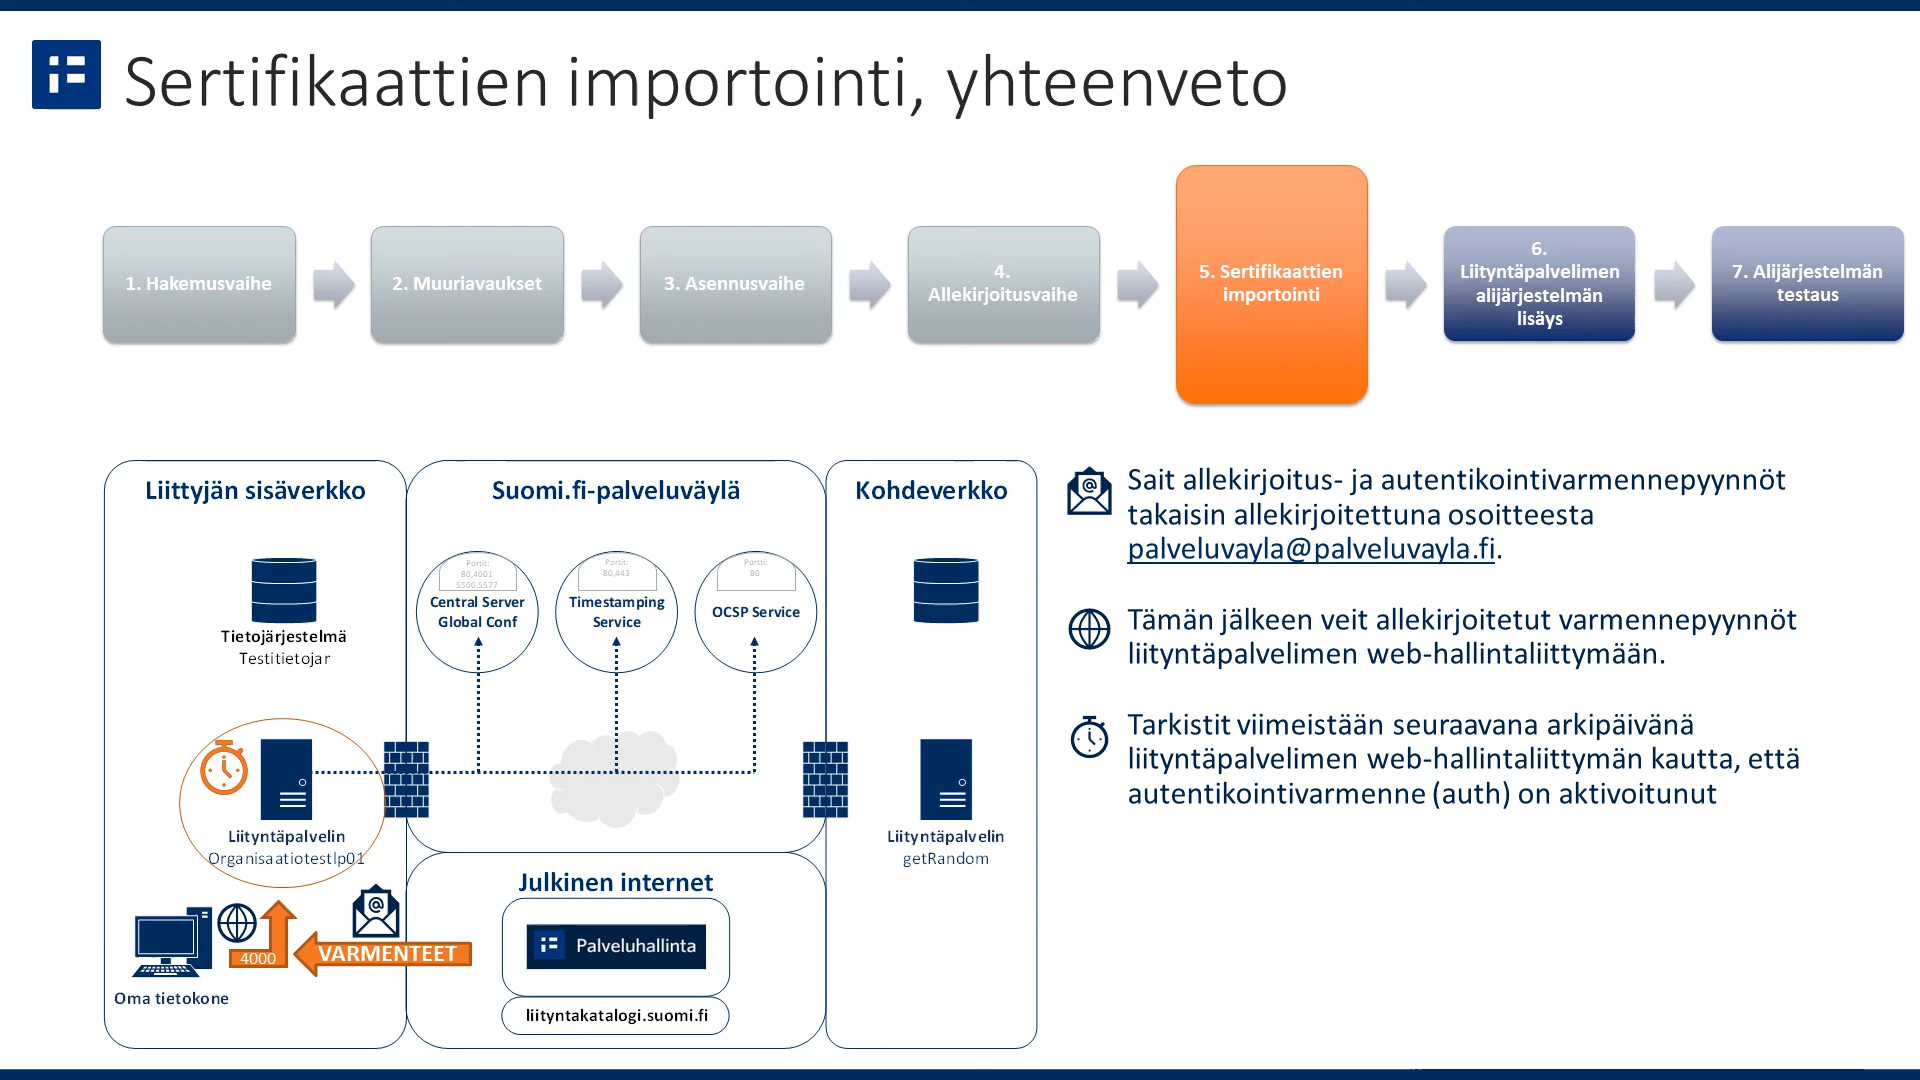 Sertifikaattien importointi, yhteenveto
1. Hakemusvaihe
2. Muuriavaukset
3. Asennusvaihe
4.
Allekirjoitusvaihe
5. Sertifikaattien
importointi
6.
Liityntäpalvelimen
alijärjestelmän
lisäys
7. Alijärjestelmän
testaus
Liittyjän sisäverkko
Tietojärjestelmä
Testitietojar
Liityntäpalvelin
Organisaatiotestlp01
4000
VARMENTEET
Oma tietokone
Suomi.fi-palveluväylä
Portit:
80,4001
5500,5577
Central Server
Global Conf
Portit:
80,443
Timestamping
Service
Portti:
80
OCSP Service
Julkinen internet
Palveluhallinta
liityntakatalogi.suomi.fi
Kohdeverkko
Liityntäpalvelin
getRandom
Sait allekirjoitus- ja autentikointivarmennepyynnöt
takaisin allekirjoitettuna osoitteesta
palveluvayla@palveluvayla.fi.
Tämän jälkeen veit allekirjoitetut varmennepyynnöt
liityntäpalvelimen web-hallintaliittymään.
Tarkistit viimeistään seuraavana arkipäivänä
liityntäpalvelimen web-hallintaliittymän kautta, että
autentikointivarmenne (auth) on aktivoitunut